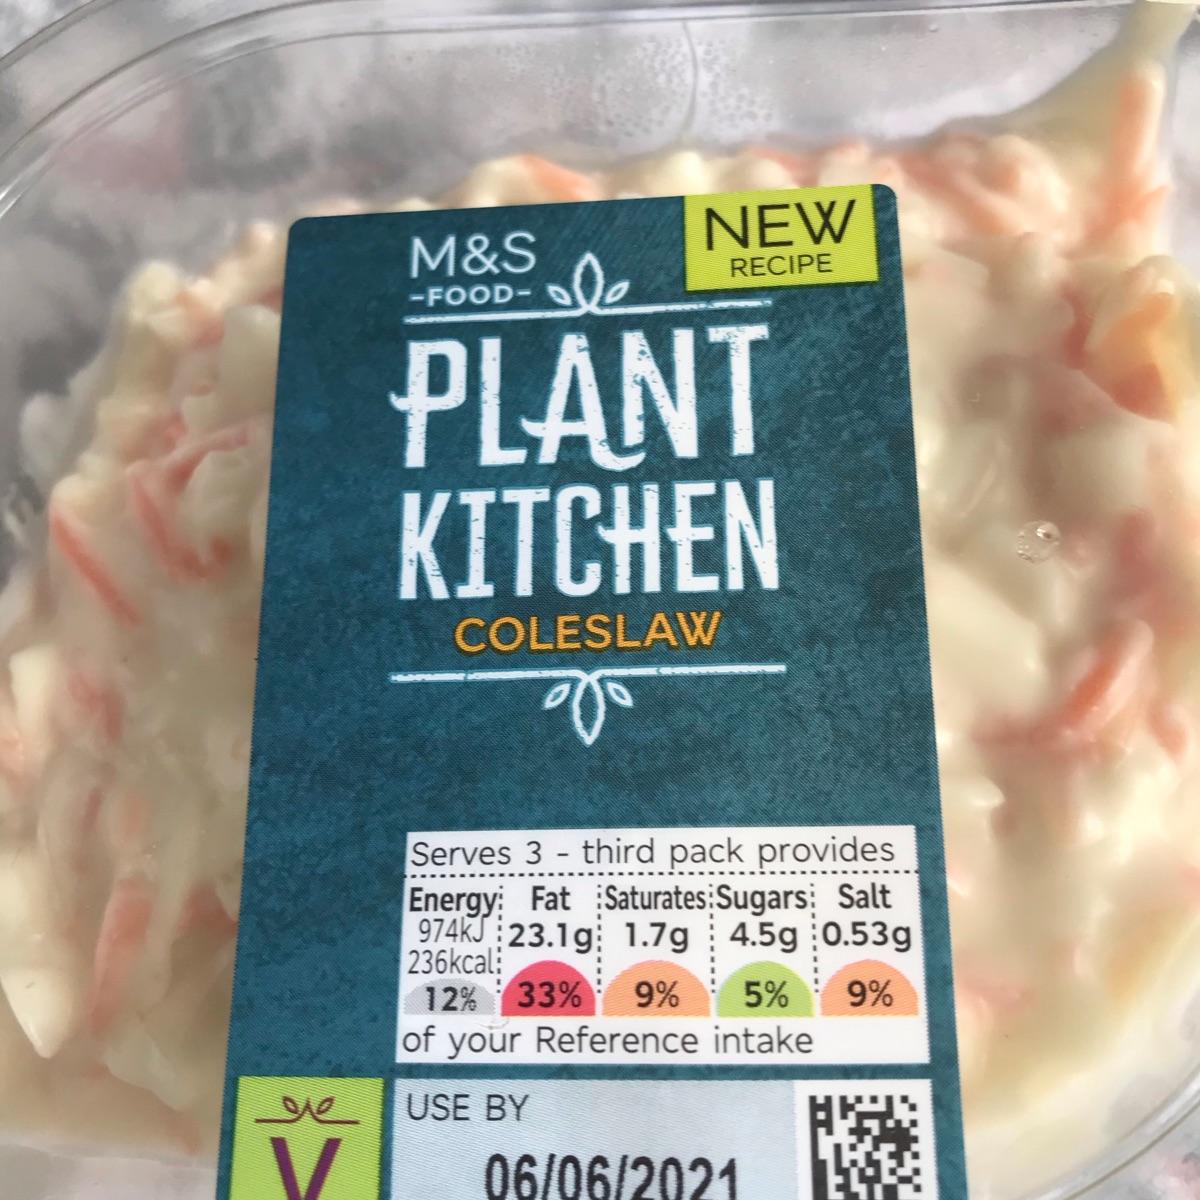 M&S
-FOOD-
NEW
RECIPE
PLANT
KITCHEN
COLESLAW
Serves 3 - third pack provides
Energy Fat Saturates Sugars Salt
974kJ 23.1g 1.7g 4.5g 0.53g
236kcal
12% 33% 9% 5% 9%
of your Reference intake
V
USE BY
06/06/2021